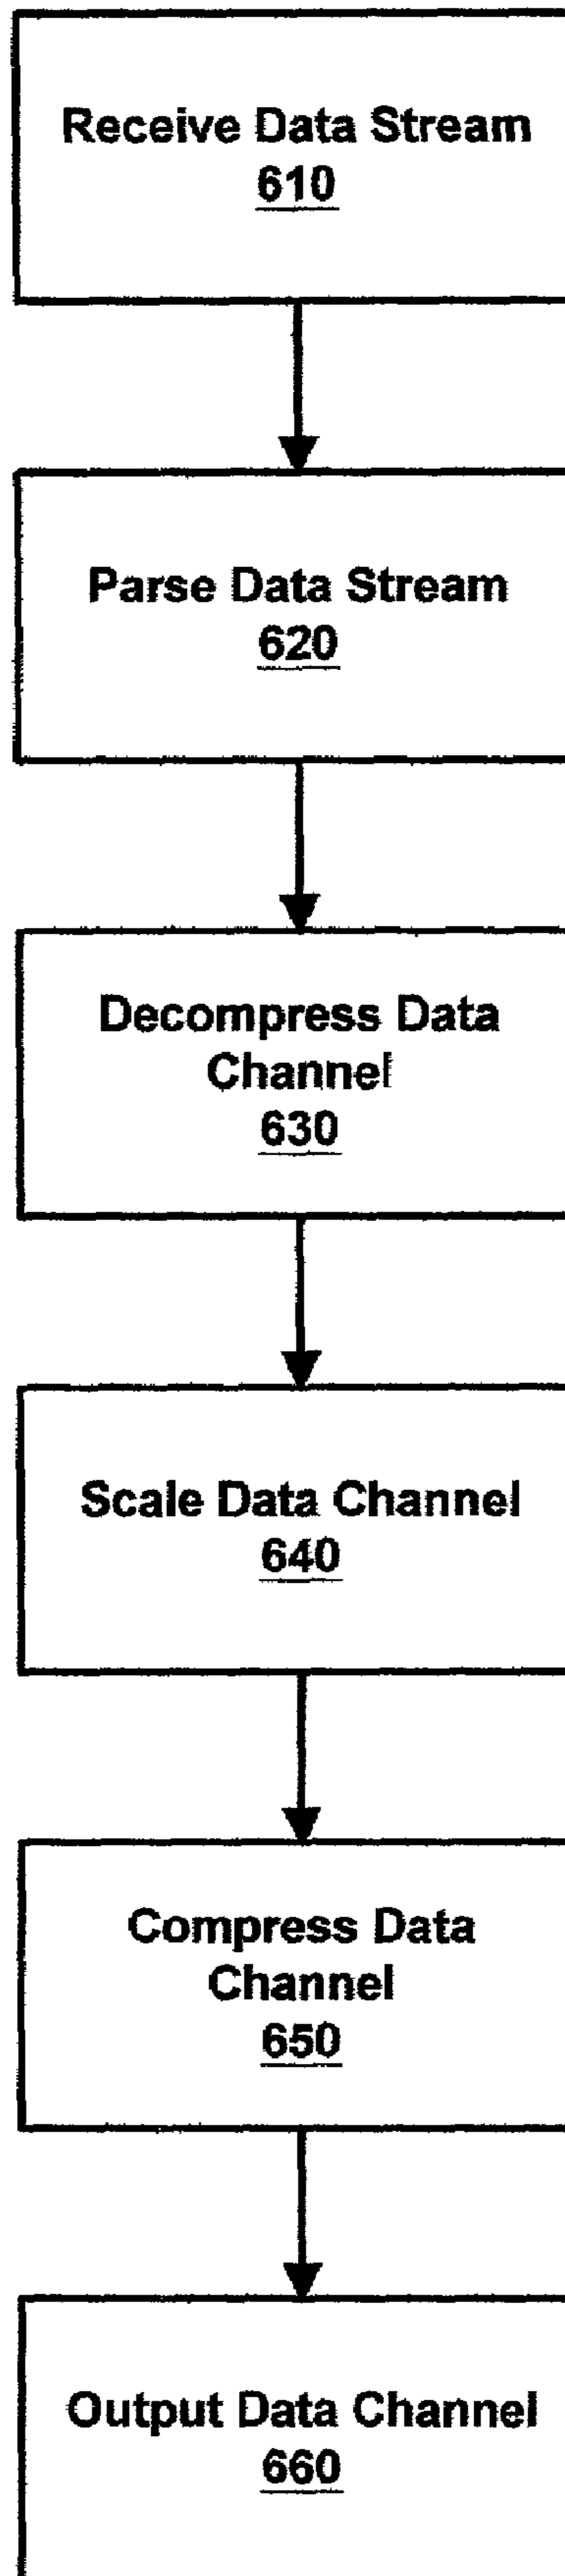 Receive Data Stream
610
Parse Data Stream
620
Decompress Data
Channel
630
Scale Data Channel
640
Compress Data
Channel
650
Output Data Channel
660